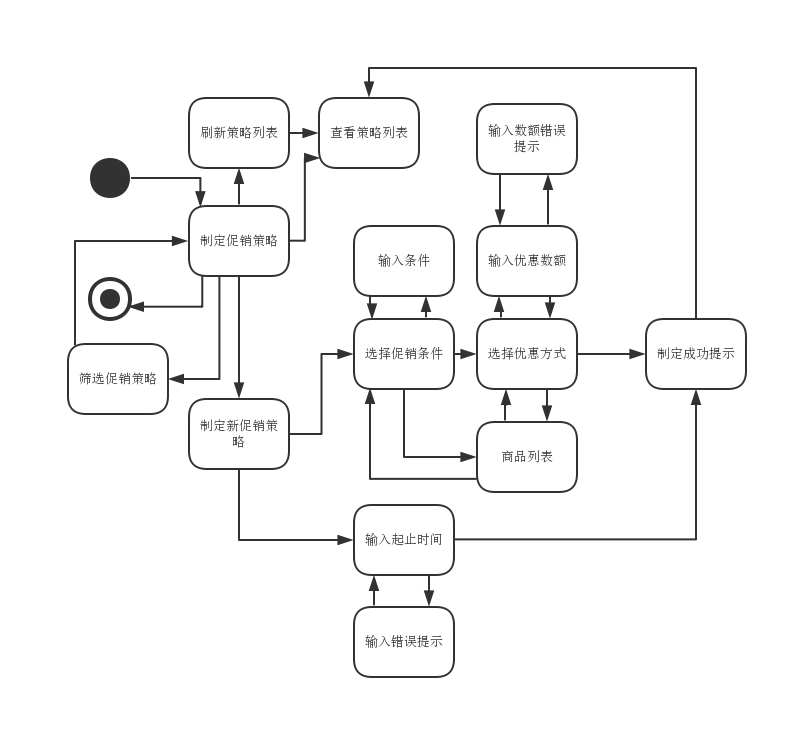 刷新策略列表
查看策略列表
输入数额错误
提示
制定促销策略
输入条件
输入优惠数额
筛选促销策略
选择促销条件
选择优惠方式
制定成功提示
制定新促销策
略
商品列表
输入起止时间
输入错误提示